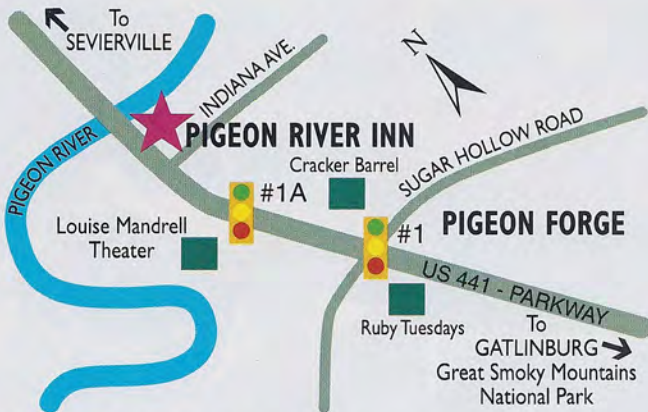 To
SEVIERVILLE
N
INDIANA AVE.
PIGEON RIVER
PIGEON RIVER INN
Cracker Barrel
SUGAR HOLLOW ROAD
#1A
#1
PIGEON FORGE
Louise Mandrell
Theater
US 441 - PARKWAY
Ruby Tuesdays
To
GATLINBURG
Great Smoky Mountains
National Park